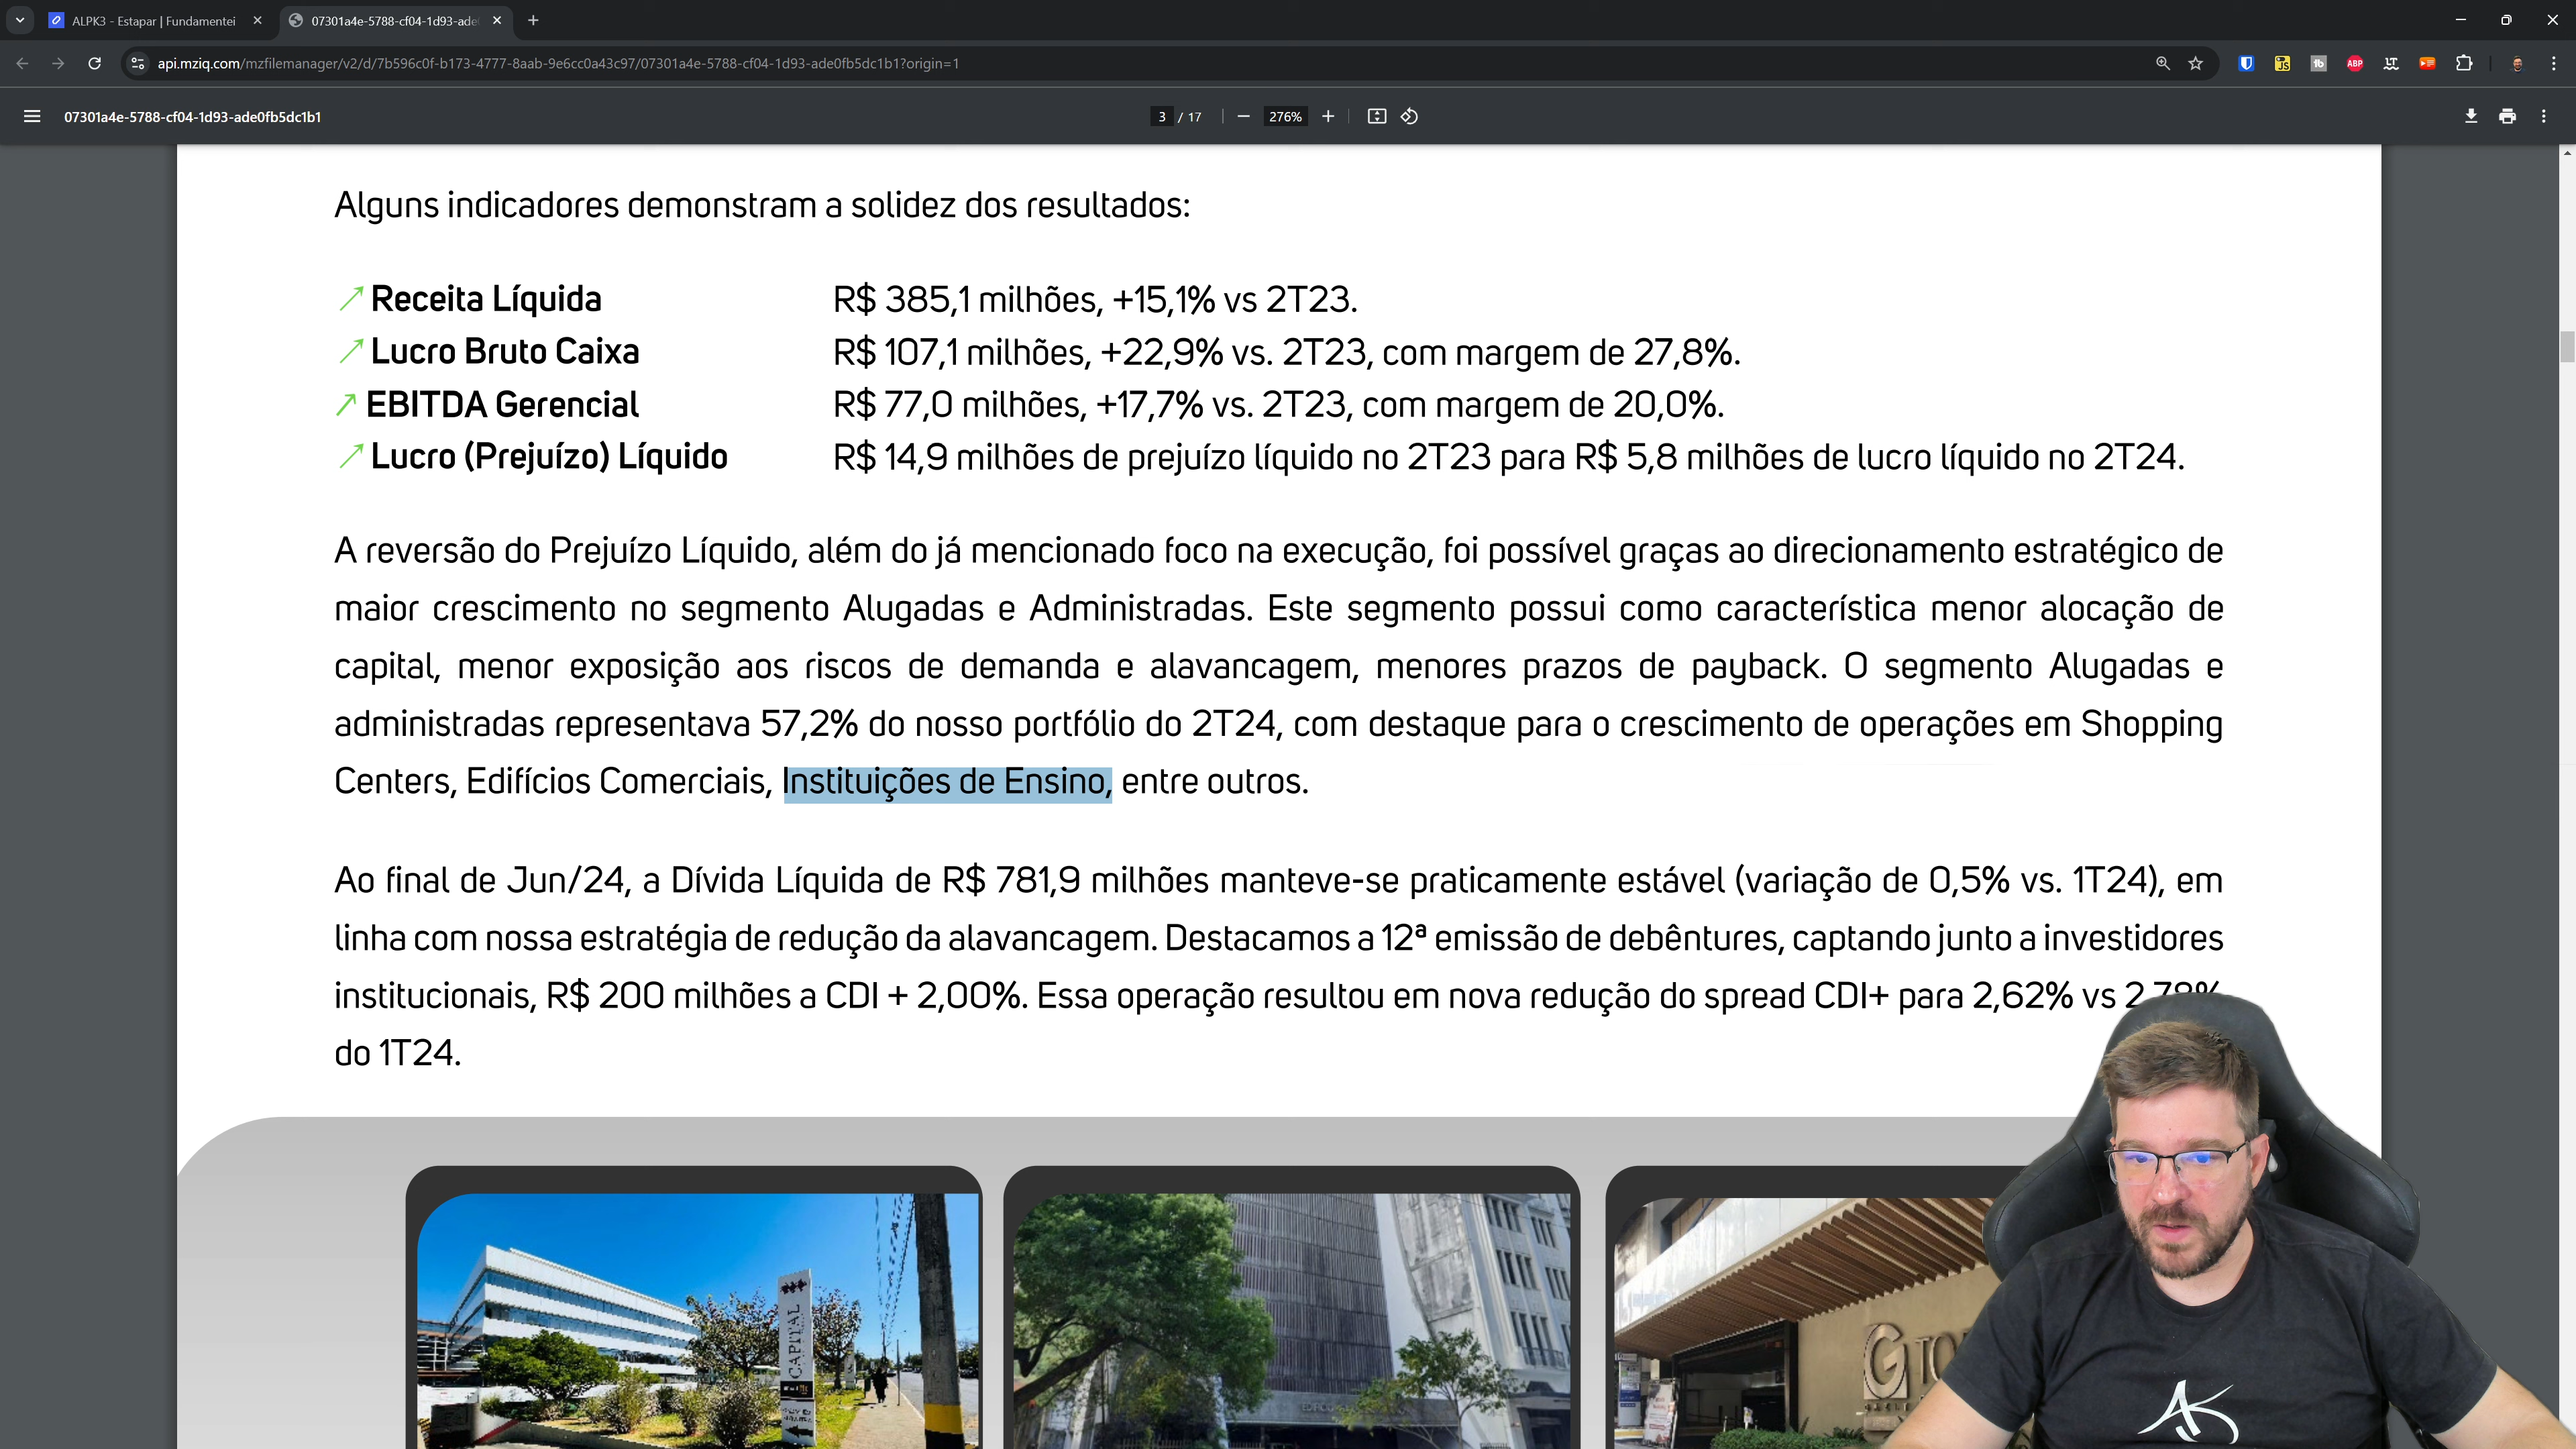 ALPK3 - Estapar | Fundamentei
07301a4e-5788-cf04-1d93-ade
api.mziq.com/mzfilemanager/v2/d/7b596c0f-b173-4777-8aab-9e6cc0a43c97/07301a4e-5788-cf04-1d93-ade0fb5dc1b1?origin=1
07301a4e-5788-cf04-1d93-ade0fb5dc1b1
3 / 17
276%
Alguns indicadores demonstram a solidez dos resultados:
Receita Líquida R$ 385,1 milhões, +15,1% vs 2T23.
Lucro Bruto Caixa R$ 107,1 milhões, +22,9% vs. 2T23, com margem de 27,8%.
EBITDA Gerencial R$ 77,0 milhões, +17,7% vs. 2T23, com margem de 20,0%.
Lucro (Prejuízo) Líquido R$ 14,9 milhões de prejuízo líquido no 2T23 para R$ 5,8 milhões de lucro líquido no 2T24.
A reversão do Prejuízo Líquido, além do já mencionado foco na execução, foi possível graças ao direcionamento estratégico de
maior crescimento no segmento Alugadas e Administradas. Este segmento possui como característica menor alocação de
capital, menor exposição aos riscos de demanda e alavancagem, menores prazos de payback. O segmento Alugadas e
administradas representava 57,2% do nosso portfólio do 2T24, com destaque para o crescimento de operações em Shopping
Centers, Edifícios Comerciais, Instituições de Ensino, entre outros.
Ao final de Jun/24, a Dívida Líquida de R$ 781,9 milhões manteve-se praticamente estável (variação de 0,5% vs. 1T24), em
linha com nossa estratégia de redução da alavancagem. Destacamos a 12ª emissão de debêntures, captando junto a investidores
institucionais, R$ 200 milhões a CDI + 2,00%. Essa operação resultou em nova redução do spread CDI+ para 2,62% vs 2,78%
do 1T24.
CAPITAL
ABP
AK